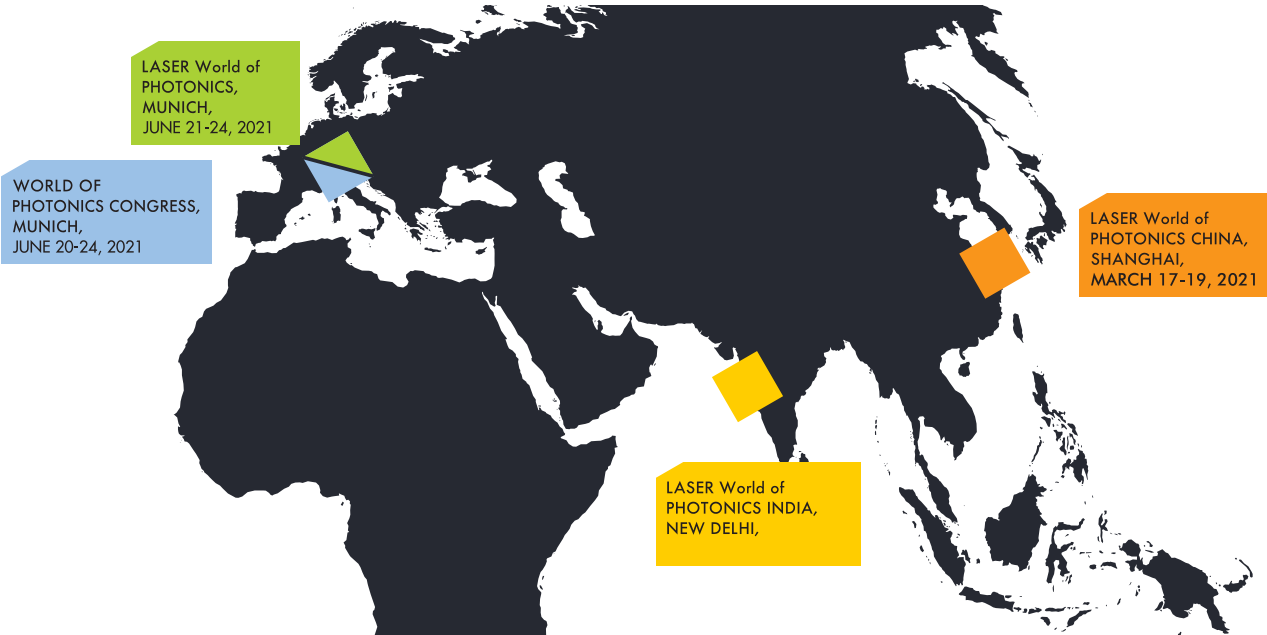 LASER World of
PHOTONICS,
MUNICH,
JUNE 21-24, 2021
WORLD OF
PHOTONICS CONGRESS,
MUNICH,
JUNE 20-24, 2021
LASER World of
PHOTONICS CHINA,
SHANGHAI,
MARCH 17-19, 2021
LASER World of
PHOTONICS INDIA,
NEW DELHI,